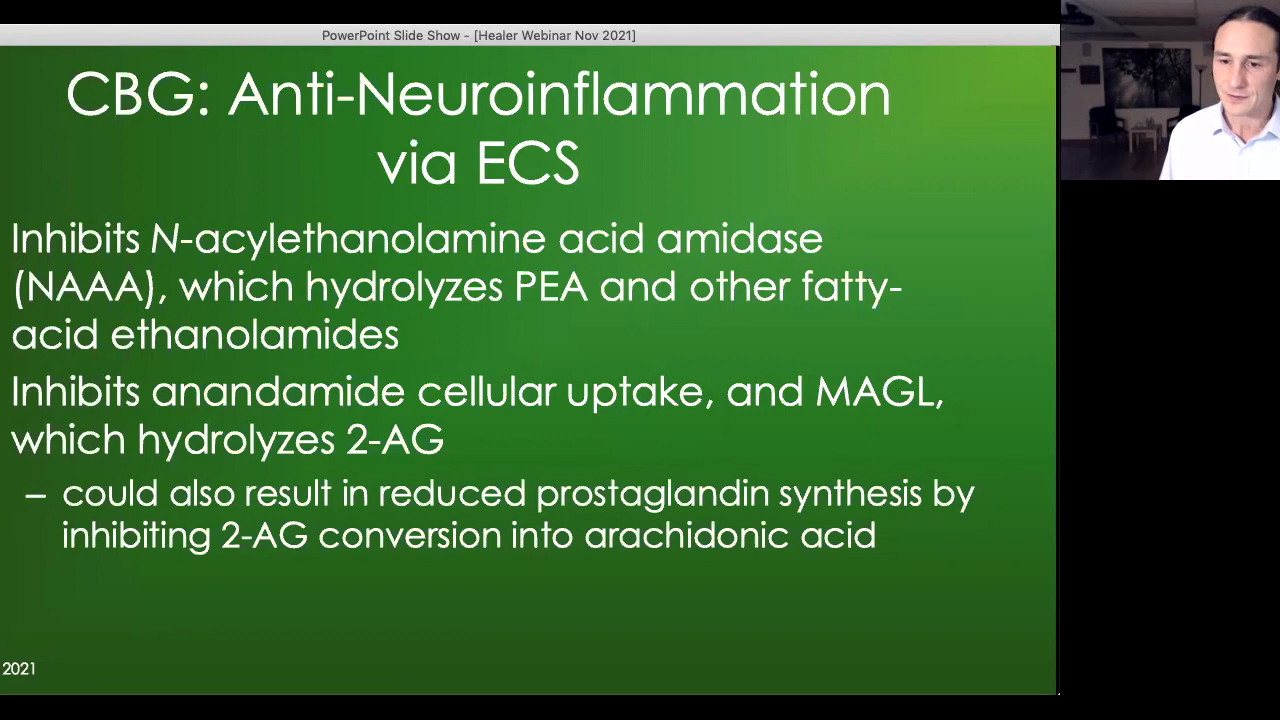 PowerPoint Slide Show - [Healer Webinar Nov 2021]
CBG: Anti-Neuroinflammation
via ECS
Inhibits N-acylethanolamine acid amidase
(NAAA), which hydrolyzes PEA and other fatty-
acid ethanolamides
Inhibits anandamide cellular uptake, and MAGL,
which hydrolyzes 2-AG
– could also result in reduced prostaglandin synthesis by
inhibiting 2-AG conversion into arachidonic acid
2021